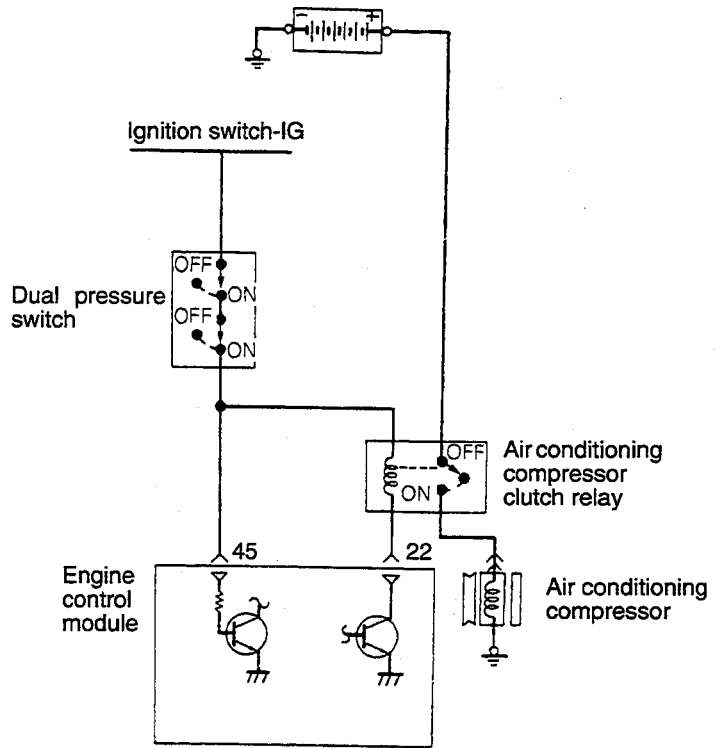 - +
Ignition switch-IG
OFF
ON
OFF
ON
Dual pressure
switch
OFF
ON
Air conditioning
compressor
clutch relay
45
22
Engine
control
module
Air conditioning
compressor